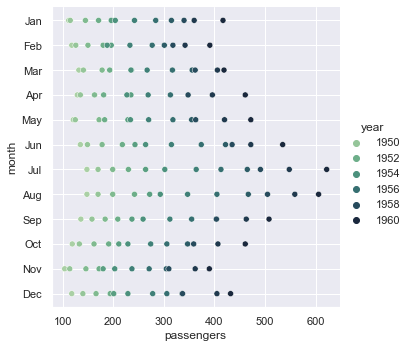 Jan
Feb
Mar
Apr
May
Jun
Jul
Aug
Sep
Oct
Nov
Dec
month
100 200 300 400 500 600
passengers
year
1950
1952
1954
1956
1958
1960